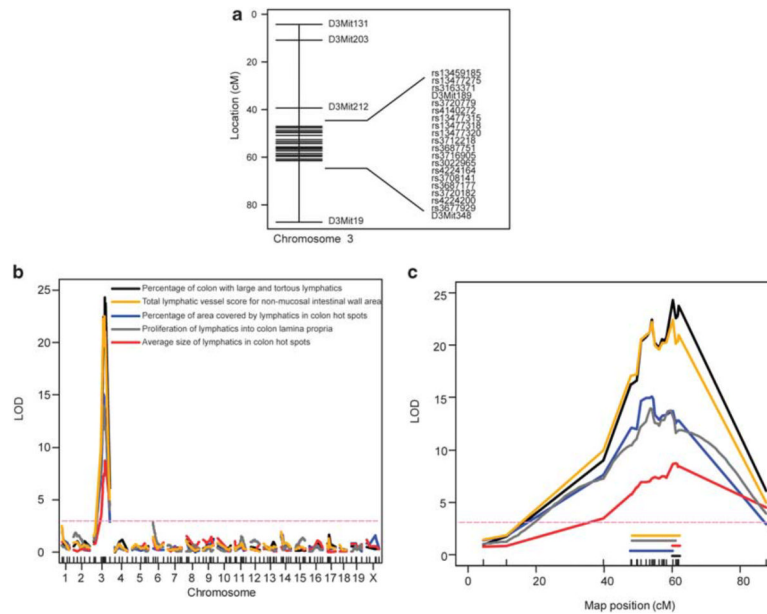 a
0
20
40
60
80
Location (cM)
D3Mit131
D3Mit203
D3Mit212
D3Mit19
rs13459185
rs13477275
rs3163371
D3Mit189
rs3720779
rs4140272
rs13477315
rs13477318
rs13477320
rs3712218
rs3687751
rs3716905
rs3022965
rs4224164
rs3708141
rs3687177
rs3720182
rs4224200
rs3677929
D3Mit348
Chromosome 3
b
25
20
15
10
5
0
LOD
Percentage of colon with large and tortous lymphatics
Total lymphatic vessel score for non-mucosal intestinal wall area
Percentage of area covered by lymphatics in colon hot spots
Proliferation of lymphatics into colon lamina propria
Average size of lymphatics in colon hot spots
1 2 3 4 5 6 7 8 9 10 11 12 13 14 15 16 17 18 19 X
Chromosome
c
25
20
15
10
5
0
LOD
0 20 40 60 80
Map position (cM)